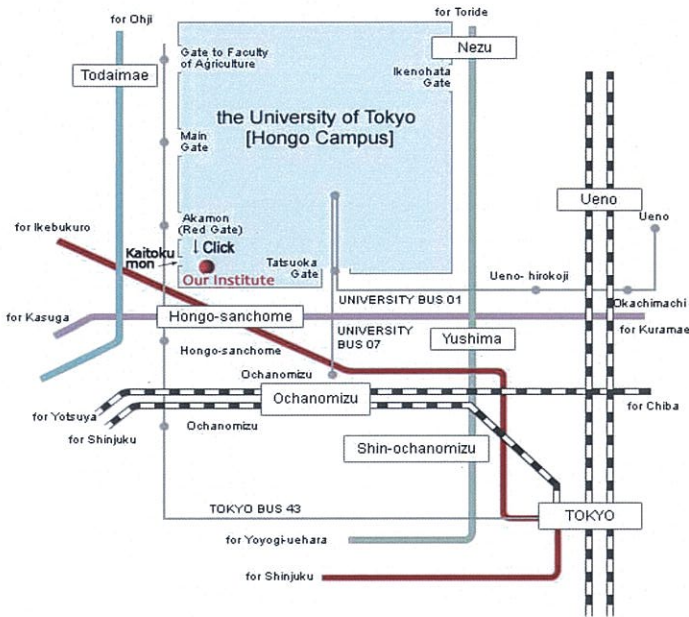 for Ohji
for Toride
Todaimae
Gate to Faculty
of Agriculture
Nezu
Ikenohata
Gate
the University of Tokyo
[Hongo Campus]
Main
Gate
Ueno
for Ikebukuro
Akamon
(Red Gate)
Ueno
↓ Click
Kaitoku
mon →
Tatsuoka
Gate
Our Institute
Ueno- hirokoji
UNIVERSITY BUS 01
Okachimachi
for Kasuga
Hongo-sanchome
for Kuramae
UNIVERSITY
BUS 07
Yushima
Hongo-sanchome
Ochanomizu
Ochanomizu
for Yotsuya
for Chiba
for Shinjuku
Ochanomizu
Shin-ochanomizu
TOKYO BUS 43
TOKYO
for Yoyogi-uehara
for Shinjuku